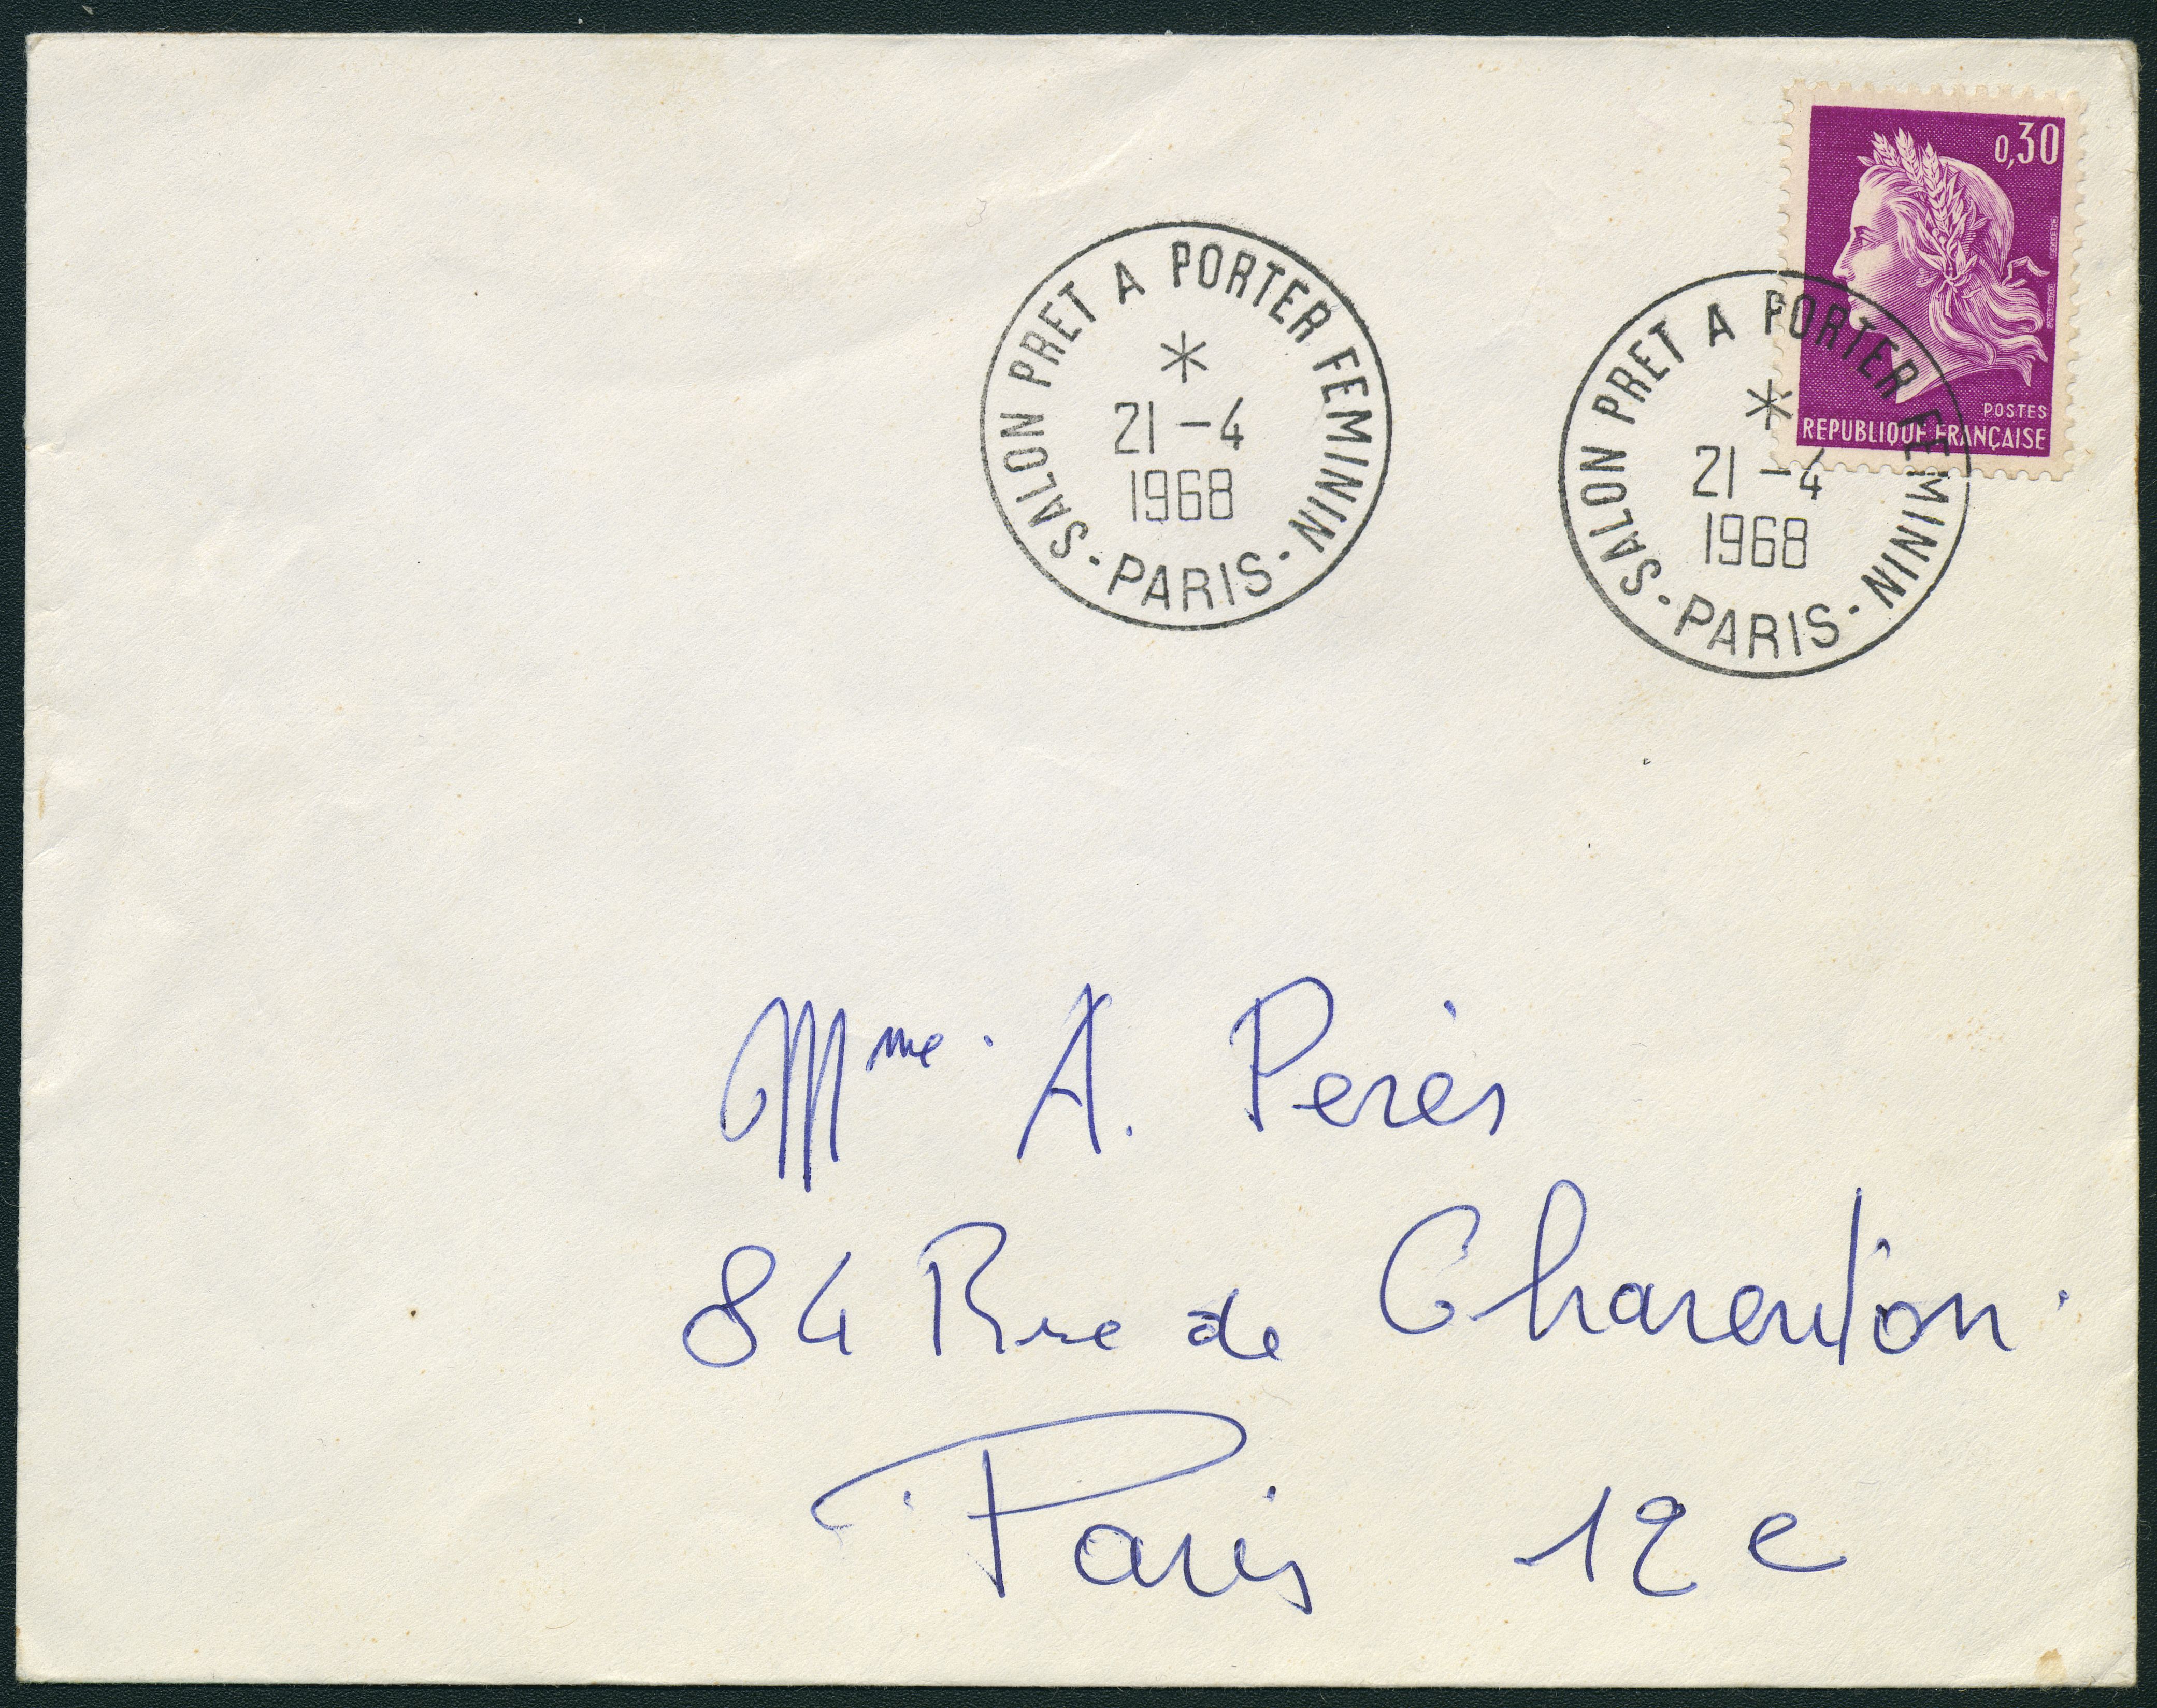 0,30
POSTES
REPUBLIQUE FRANÇAISE
SALON PRET A PORTER FEMININ
21-4
1968
· PARIS ·
SALON PRET A PORTER FEMININ
21-4
1968
· PARIS ·
Mme. A. Perès
84 Rue de Charenton.
Paris 12e